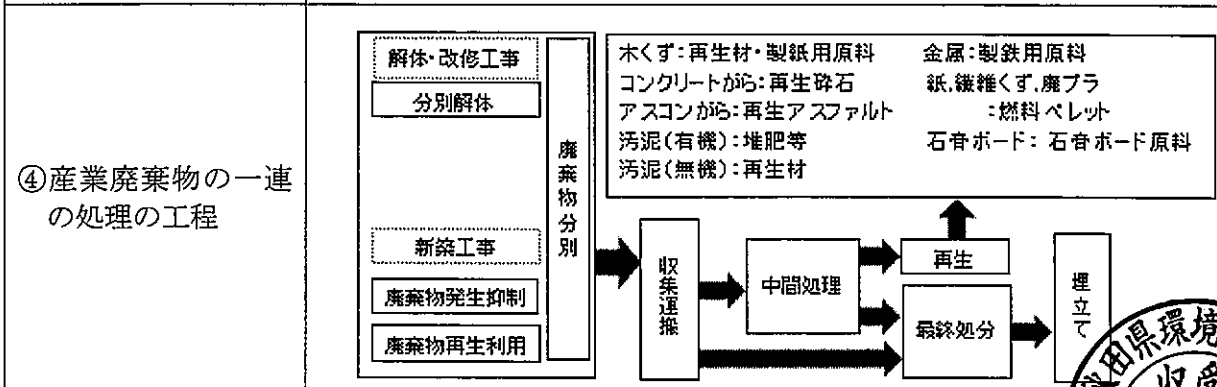 ④産業廃棄物の一連
の処理の工程
解体・改修工事
分別解体
新築工事
廃棄物発生抑制
廃棄物再生利用
廃棄物分別
収集運搬
中間処理
再生
最終処分
埋立て
木くず:再生材・製紙用原料
コンクリートがら:再生砕石
アスコンがら:再生アスファルト
汚泥(有機):堆肥等
汚泥(無機):再生材
金属:製鉄用原料
紙,繊維くず,廃プラ
:燃料ペレット
石膏ボード:石膏ボード原料
田県環境